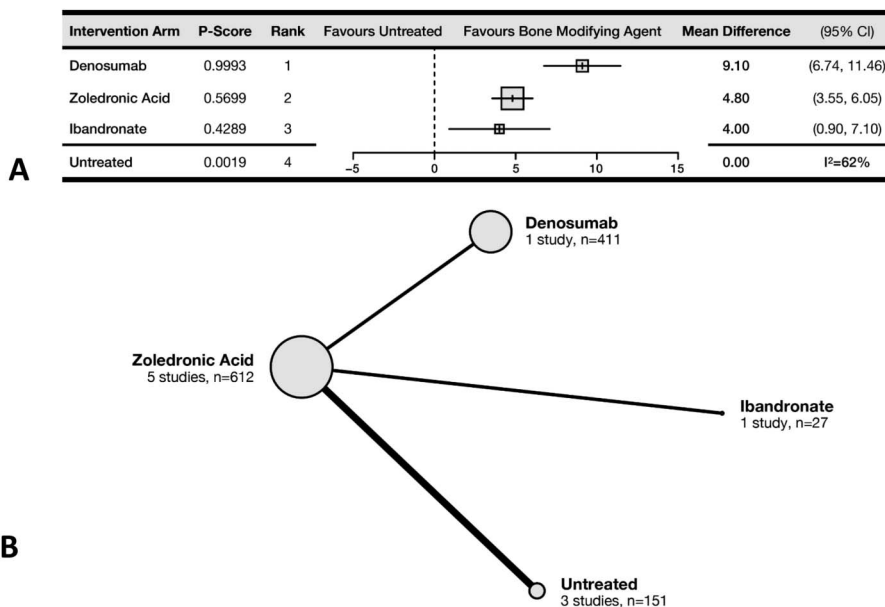 Intervention Arm P-Score Rank Favours Untreated Favours Bone Modifying Agent Mean Difference (95% CI)
Denosumab 0.9993 1 9.10 (6.74, 11.46)
Zoledronic Acid 0.5699 2 4.80 (3.55, 6.05)
Ibandronate 0.4289 3 4.00 (0.90, 7.10)
Untreated 0.0019 4 0.00 I²=62%
−5 0 5 10 15
A
Denosumab
1 study, n=411
Zoledronic Acid
5 studies, n=612
Ibandronate
1 study, n=27
B
Untreated
3 studies, n=151